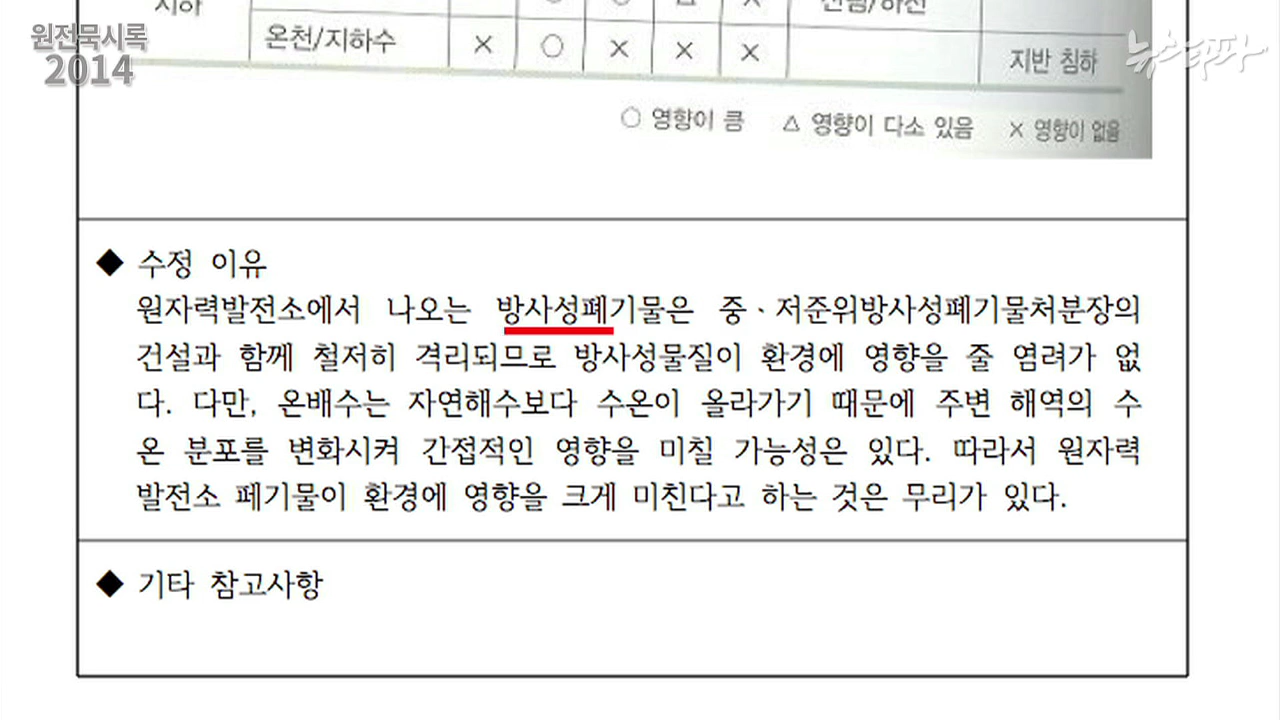 원전묵시록
2014
뉴스타파
지하
온천/지하수 × ○ × × ×
지반 침하
○ 영향이 큼 △ 영향이 다소 있음 × 영향이 없음
◆ 수정 이유
원자력발전소에서 나오는 방사성폐기물은 중·저준위방사성폐기물처분장의
건설과 함께 철저히 격리되므로 방사성물질이 환경에 영향을 줄 염려가 없
다. 다만, 온배수는 자연해수보다 수온이 올라가기 때문에 주변 해역의 수
온 분포를 변화시켜 간접적인 영향을 미칠 가능성은 있다. 따라서 원자력
발전소 폐기물이 환경에 영향을 크게 미친다고 하는 것은 무리가 있다.
◆ 기타 참고사항